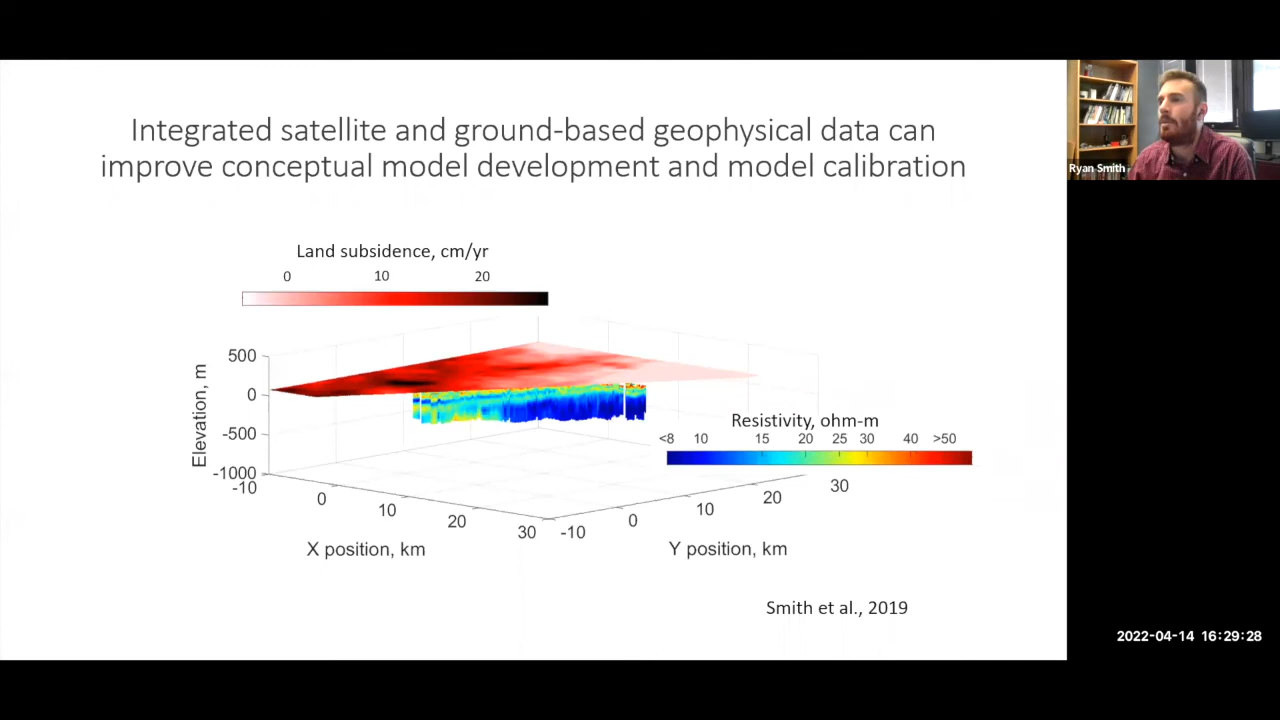 Integrated satellite and ground-based geophysical data can
improve conceptual model development and model calibration
Ryan Smith
Land subsidence, cm/yr
0 10 20
500
0
-500
-1000
Elevation, m
Resistivity, ohm-m
<8 10 15 20 25 30 40 >50
-10 0 10 20 30
X position, km
-10 0 10 20 30
Y position, km
Smith et al., 2019
2022-04-14 16:29:28